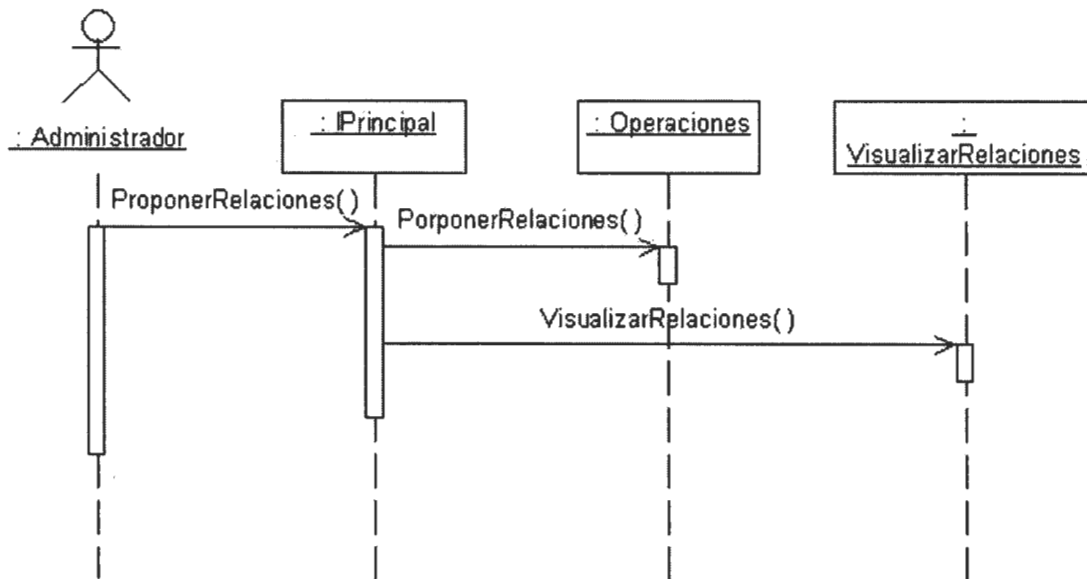 : Administrador
: IPrincipal
: Operaciones
:
VisualizarRelaciones
ProponerRelaciones( )
PorponerRelaciones( )
VisualizarRelaciones( )